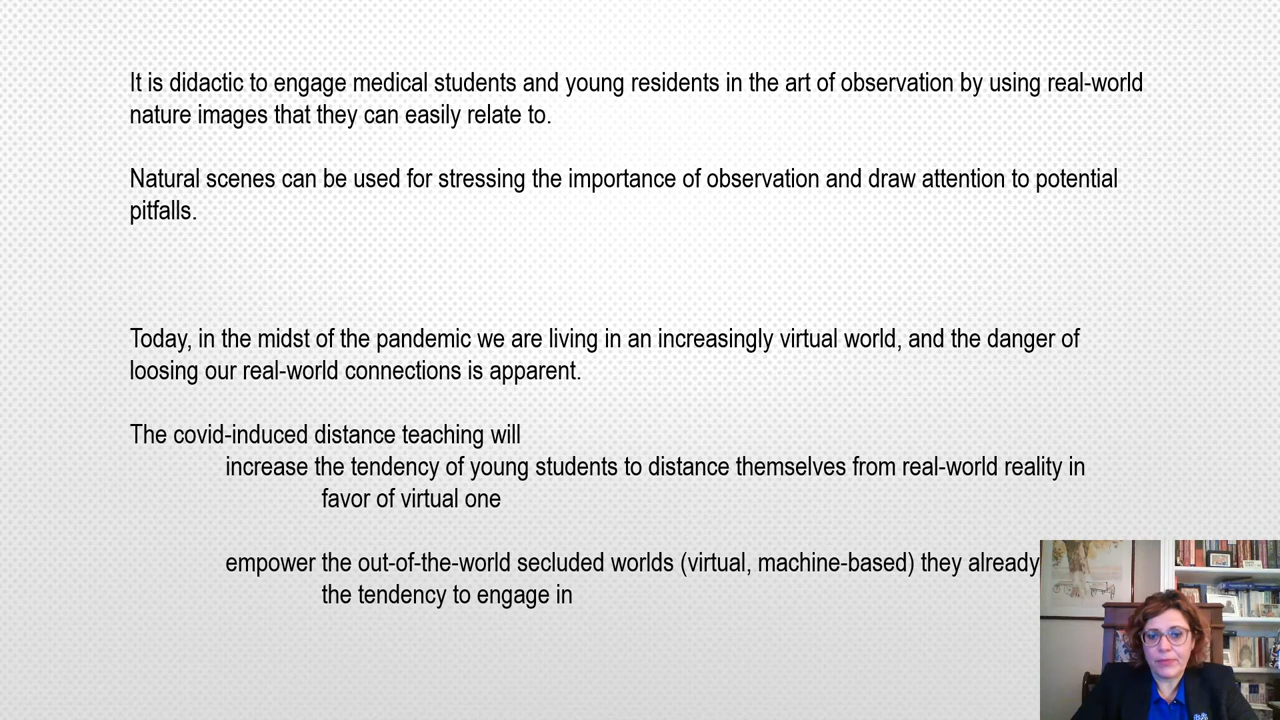 It is didactic to engage medical students and young residents in the art of observation by using real-world
nature images that they can easily relate to.
Natural scenes can be used for stressing the importance of observation and draw attention to potential
pitfalls.
Today, in the midst of the pandemic we are living in an increasingly virtual world, and the danger of
loosing our real-world connections is apparent.
The covid-induced distance teaching will
increase the tendency of young students to distance themselves from real-world reality in
favor of virtual one
empower the out-of-the-world secluded worlds (virtual, machine-based) they already
the tendency to engage in